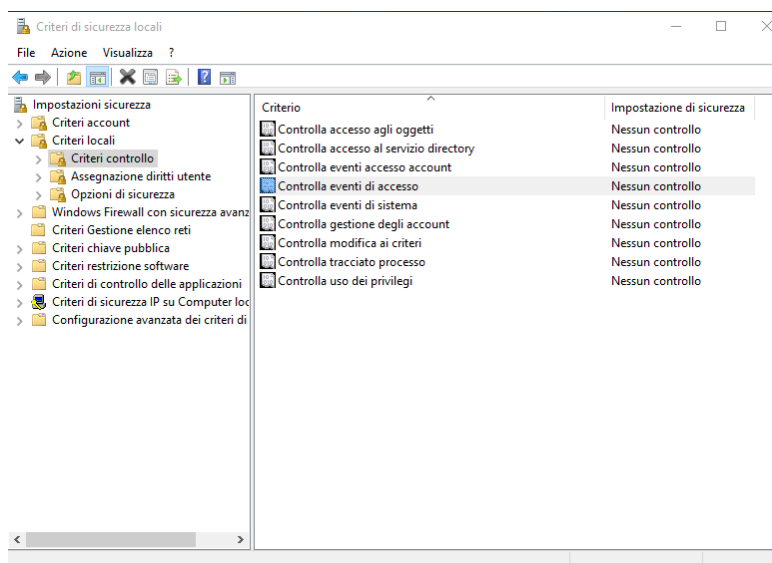 Criteri di sicurezza locali
File Azione Visualizza ?
Impostazioni sicurezza
Criteri account
Criteri locali
Criteri controllo
Assegnazione diritti utente
Opzioni di sicurezza
Windows Firewall con sicurezza avanz
Criteri Gestione elenco reti
Criteri chiave pubblica
Criteri restrizione software
Criteri di controllo delle applicazioni
Criteri di sicurezza IP su Computer loc
Configurazione avanzata dei criteri di
Criterio Impostazione di sicurezza
Controlla accesso agli oggetti Nessun controllo
Controlla accesso al servizio directory Nessun controllo
Controlla eventi accesso account Nessun controllo
Controlla eventi di accesso Nessun controllo
Controlla eventi di sistema Nessun controllo
Controlla gestione degli account Nessun controllo
Controlla modifica ai criteri Nessun controllo
Controlla tracciato processo Nessun controllo
Controlla uso dei privilegi Nessun controllo